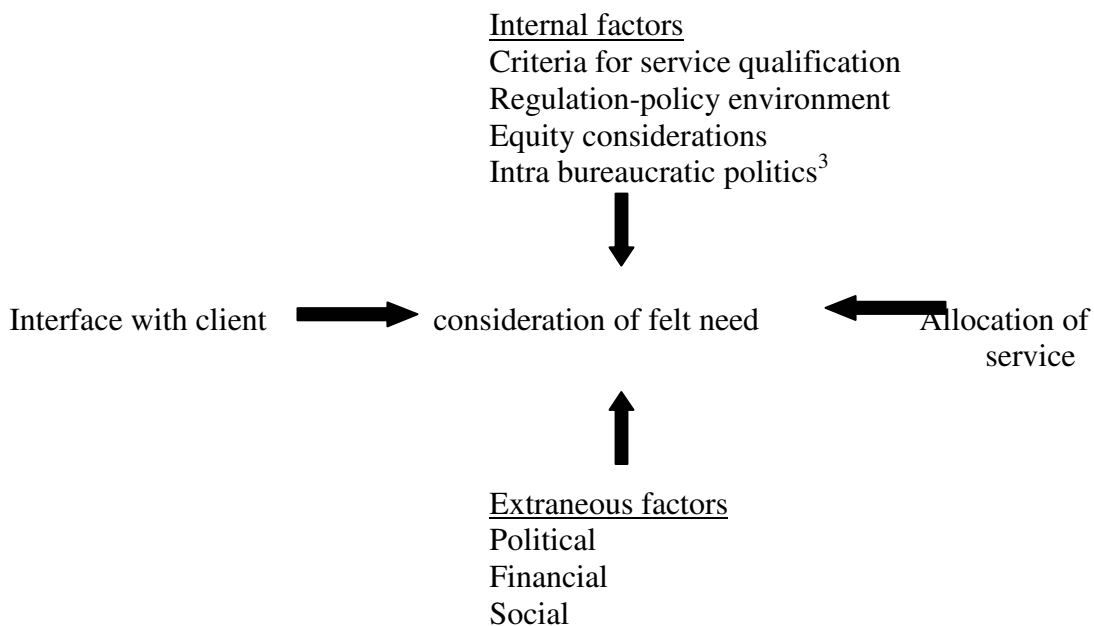 Internal factors
Criteria for service qualification
Regulation-policy environment
Equity considerations
Intra bureaucratic politics³
Interface with client
consideration of felt need
Allocation of
service
Extraneous factors
Political
Financial
Social